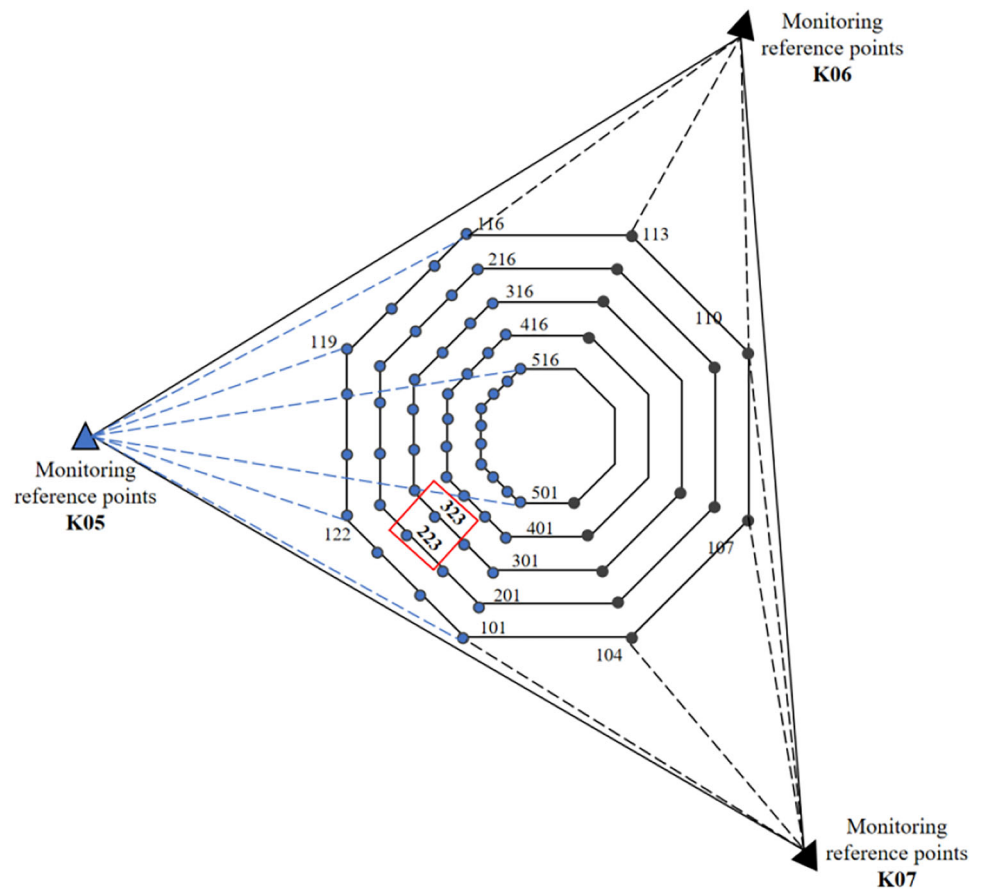 Monitoring
reference points
K06
116
113
216
316
110
416
119
516
Monitoring
reference points
K05
323
501
223
401
122
107
301
201
101
104
Monitoring
reference points
K07